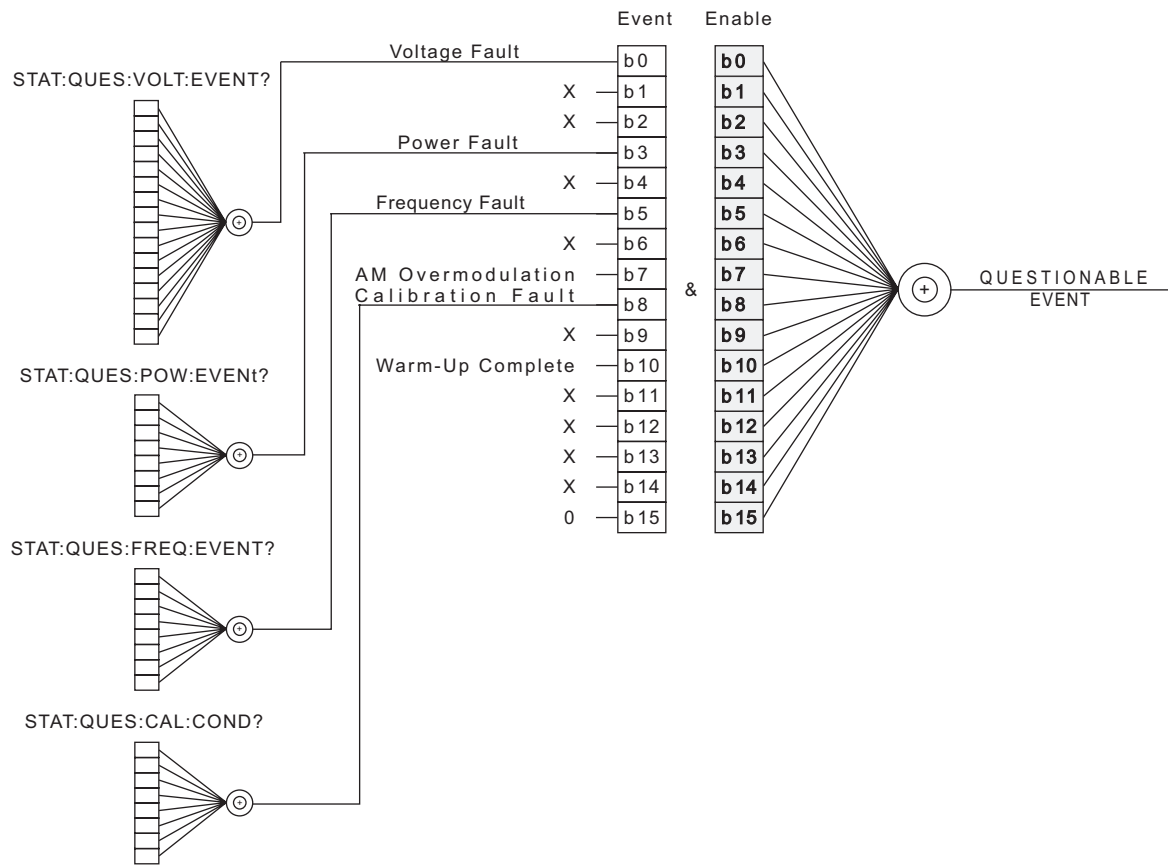 Event Enable
Voltage Fault b0 b0
STAT:QUES:VOLT:EVENT?
X b1 b1
X b2 b2
Power Fault b3 b3
X b4 b4
Frequency Fault b5 b5
+
X b6 b6
AM Overmodulation b7 b7
& + QUESTIONABLE
EVENT
Calibration Fault b8 b8
X b9 b9
Warm-Up Complete b10 b10
STAT:QUES:POW:EVENt?
X b11 b11
X b12 b12
+
X b13 b13
X b14 b14
0 b15 b15
STAT:QUES:FREQ:EVENT?
+
STAT:QUES:CAL:COND?
+